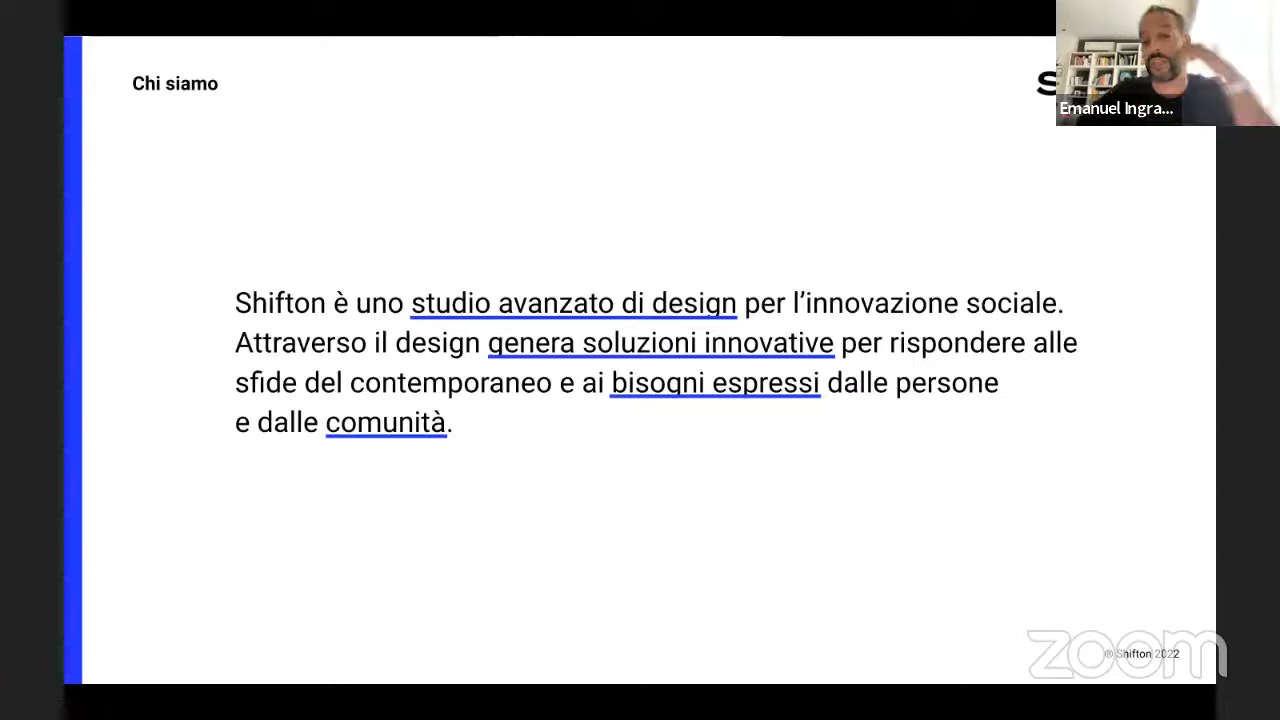 Chi siamo
Emanuel Ingra...
Shifton è uno studio avanzato di design per l’innovazione sociale.
Attraverso il design genera soluzioni innovative per rispondere alle
sfide del contemporaneo e ai bisogni espressi dalle persone
e dalle comunità.
zoom
® Shifton 2022